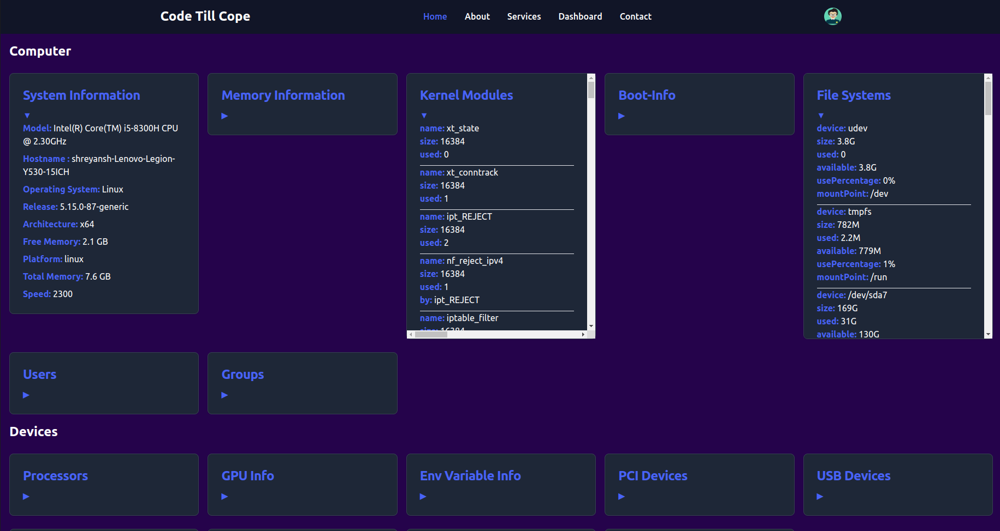 Code Till Cope
Home
About
Services
Dashboard
Contact
Computer
System Information
Model: Intel(R) Core(TM) i5-8300H CPU
@ 2.30GHz
Hostname : shreyansh-Lenovo-Legion-
Y530-15ICH
Operating System: Linux
Release: 5.15.0-87-generic
Architecture: x64
Free Memory: 2.1 GB
Platform: linux
Total Memory: 7.6 GB
Speed: 2300
Memory Information
Kernel Modules
name: xt_state
size: 16384
used: 0
name: xt_conntrack
size: 16384
used: 1
name: ipt_REJECT
size: 16384
used: 2
name: nf_reject_ipv4
size: 16384
used: 1
by: ipt_REJECT
name: iptable_filter
size: 16384
Boot-Info
File Systems
device: udev
size: 3.8G
used: 0
available: 3.8G
usePercentage: 0%
mountPoint: /dev
device: tmpfs
size: 782M
used: 2.2M
available: 779M
usePercentage: 1%
mountPoint: /run
device: /dev/sda7
size: 169G
used: 31G
available: 130G
Users
Groups
Devices
Processors
GPU Info
Env Variable Info
PCI Devices
USB Devices